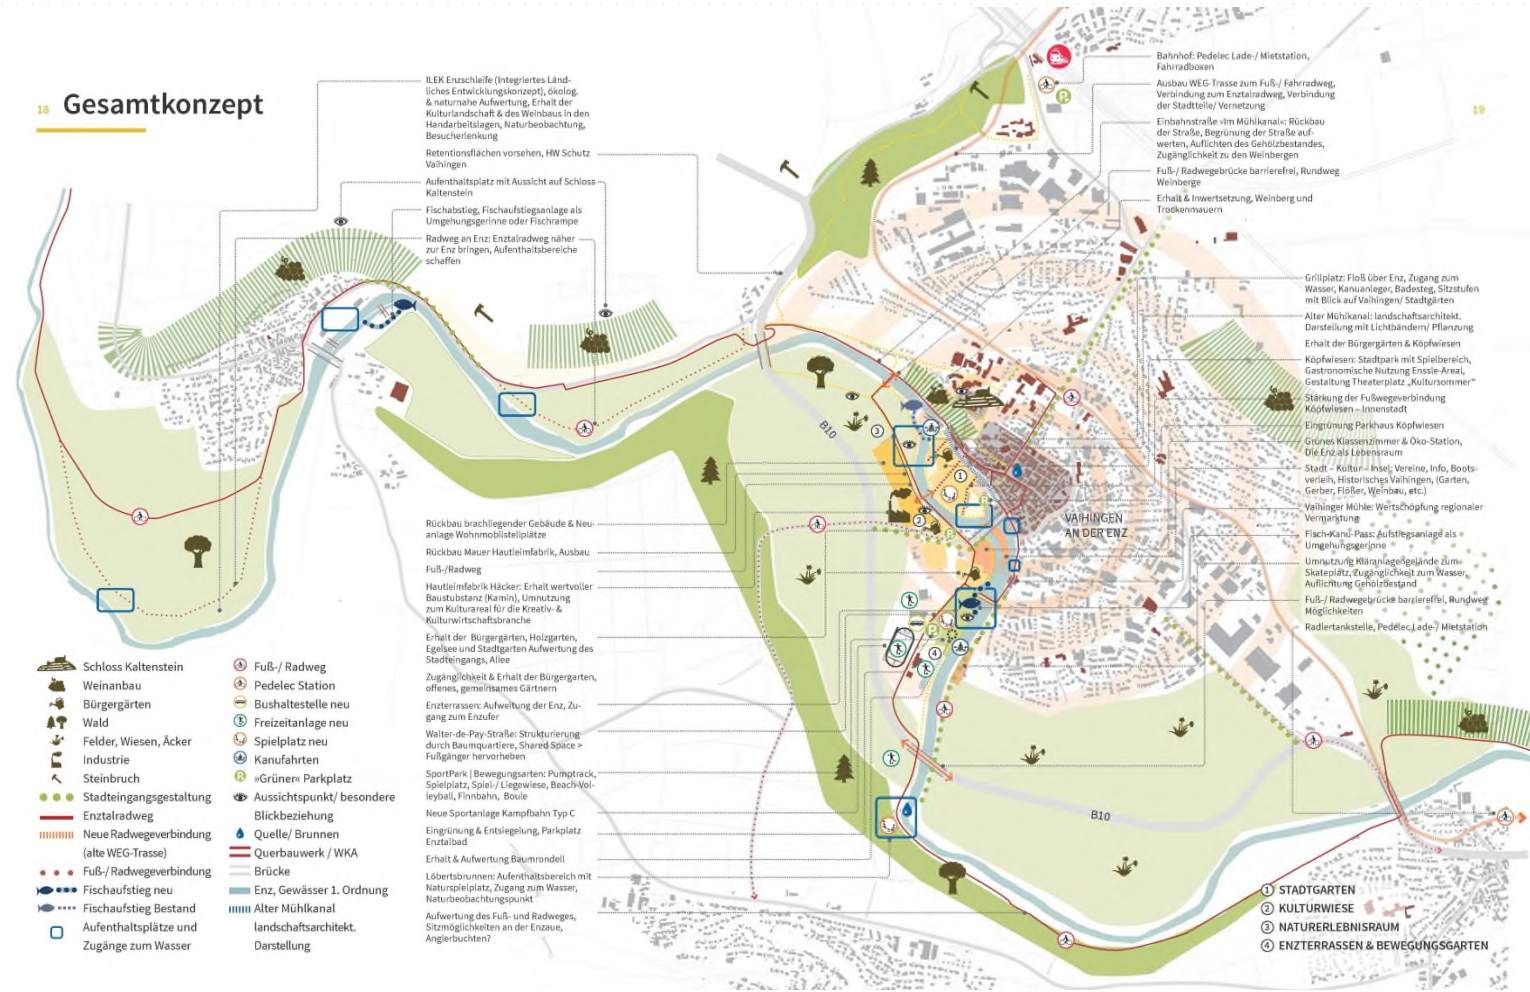 18 Gesamtkonzept
19
ILEK Enzschleife (Integriertes Länd-
liches Entwicklungskonzept), ökolog.
& naturnahe Aufwertung, Erhalt der
Kulturlandschaft & des Weinbaus in den
Handarbeitslagen, Naturbeobachtung,
Besucherlenkung
Retentionsflächen vorsehen, HW Schutz
Vaihingen
Aufenthaltsplatz mit Aussicht auf Schloss
Kaltenstein
Fischabstieg, Fischaufstiegsanlage als
Umgehungsgerinne oder Fischrampe
Radweg an Enz: Enztalradweg näher
zur Enz bringen, Aufenthaltsbereiche
schaffen
Bahnhof: Pedelec Lade-/ Mietstation,
Fahrradboxen
Ausbau WEG-Trasse zum Fuß-/ Fahrradweg,
Verbindung zum Enztalradweg, Verbindung
der Stadtteile/ Vernetzung
Einbahnstraße »Im Mühlkanal«: Rückbau
der Straße, Begrünung der Straße auf-
werten, Auflichten des Gehölzbestandes,
Zugänglichkeit zu den Weinbergen
Fuß-/ Radwegebrücke barrierefrei, Rundweg
Weinberge
Erhalt & Inwertsetzung, Weinberg und
Trockenmauern
Grillplatz: Floß über Enz, Zugang zum
Wasser, Kanuanleger, Badesteg, Sitzstufen
mit Blick auf Vaihingen/ Stadtgärten
Alter Mühlkanal: landschaftsarchitekt.
Darstellung mit Lichtbändern/ Pflanzung
Erhalt der Bürgergärten & Köpfwiesen
Köpfwiesen: Stadtpark mit Spielbereich,
Gastronomische Nutzung Enssle-Areal,
Gestaltung Theaterplatz „Kultursommer“
Stärkung der Fußwegeverbindung
Köpfwiesen – Innenstadt
Eingrünung Parkhaus Köpfwiesen
Grünes Klassenzimmer & Öko-Station,
Die Enz als Lebensraum
Stadt – Kultur – Insel: Vereine, Info, Boots-
verleih, Historisches Vaihingen, (Garten,
Gerber, Flößer, Weinbau, etc.)
Vaihinger Mühle: Wertschöpfung regionaler
Vermarktung
Fisch-Kanu-Pass: Aufstiegsanlage als
Umgehungsgerinne
Umnutzung Kläranlagengelände zum
Skateplatz, Zugänglichkeit zum Wasser,
Auflichtung Gehölzbestand
Fuß-/ Radwegebrücke barrierefrei, Rundweg
Möglichkeiten
Radlertankstelle, Pedelec Lade-/ Mietstation
B10
VAIHINGEN
AN DER ENZ
B10
Rückbau brachliegender Gebäude & Neu-
anlage Wohnmobilstellplätze
Rückbau Mauer Hautleimfabrik, Ausbau
Fuß-/Radweg
Hautleimfabrik Häcker: Erhalt wertvoller
Baustubstanz (Kamin), Umnutzung
zum Kulturareal für die Kreativ- &
Kulturwirtschaftsbranche
Erhalt der Bürgergärten, Holzgarten,
Egelsee und Stadtgarten Aufwertung des
Stadteingangs, Allee
Zugänglichkeit & Erhalt der Bürgergarten,
offenes, gemeinsames Gärtnern
Enzterrassen: Aufweitung der Enz, Zu-
gang zum Enzufer
Walter-de-Pay-Straße: Strukturierung
durch Baumquartiere, Shared Space >
Fußgänger hervorheben
SportPark | Bewegungsarten: Pumptrack,
Spielplatz, Spiel-/ Liegewiese, Beach-Vol-
leyball, Finnbahn, Boule
Neue Sportanlage Kampfbahn Typ C
Eingrünung & Entsiegelung, Parkplatz
Enztalbad
Erhalt & Aufwertung Baumrondell
Löbertsbrunnen: Aufenthaltsbereich mit
Naturspielplatz, Zugang zum Wasser,
Naturbeobachtungspunkt
Aufwertung des Fuß- und Radweges,
Sitzmöglichkeiten an der Enzaue,
Anglerbuchten?
Schloss Kaltenstein
Weinanbau
Bürgergärten
Wald
Felder, Wiesen, Äcker
Industrie
Steinbruch
Stadteingangsgestaltung
Enztalradweg
Neue Radwegeverbindung
(alte WEG-Trasse)
Fuß-/ Radwegeverbindung
Fischaufstieg neu
Fischaufstieg Bestand
Aufenthaltsplätze und
Zugänge zum Wasser
Fuß-/ Radweg
Pedelec Station
Bushaltestelle neu
Freizeitanlage neu
Spielplatz neu
Kanufahrten
»Grüner« Parkplatz
Aussichtspunkt/ besondere
Blickbeziehung
Quelle/ Brunnen
Querbauwerk / WKA
Brücke
Enz, Gewässer 1. Ordnung
Alter Mühlkanal
landschaftsarchitekt.
Darstellung
1 STADTGARTEN
2 KULTURWIESE
3 NATURERLEBNISRAUM
4 ENZTERRASSEN & BEWEGUNGSGARTEN